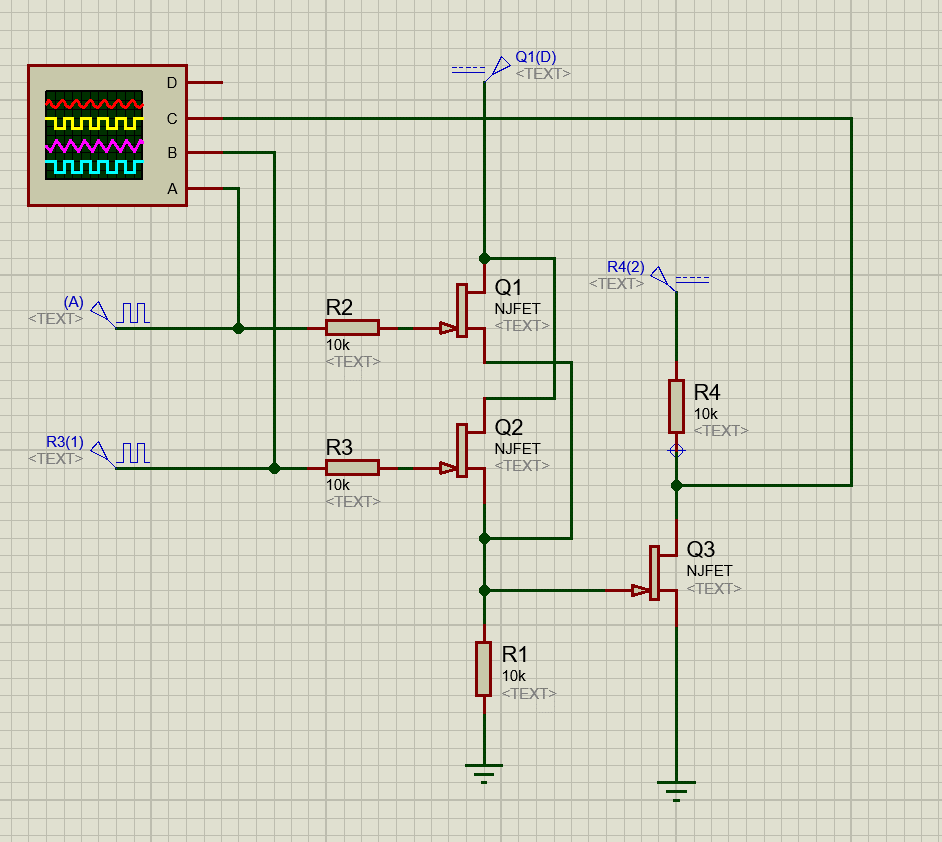 Q1(D)
<TEXT>
D
C
B
A
R4(2)
<TEXT>
(A)
<TEXT>
R2
10k
<TEXT>
Q1
NJFET
<TEXT>
R4
10k
<TEXT>
R3(1)
<TEXT>
R3
10k
<TEXT>
Q2
NJFET
<TEXT>
Q3
NJFET
<TEXT>
R1
10k
<TEXT>